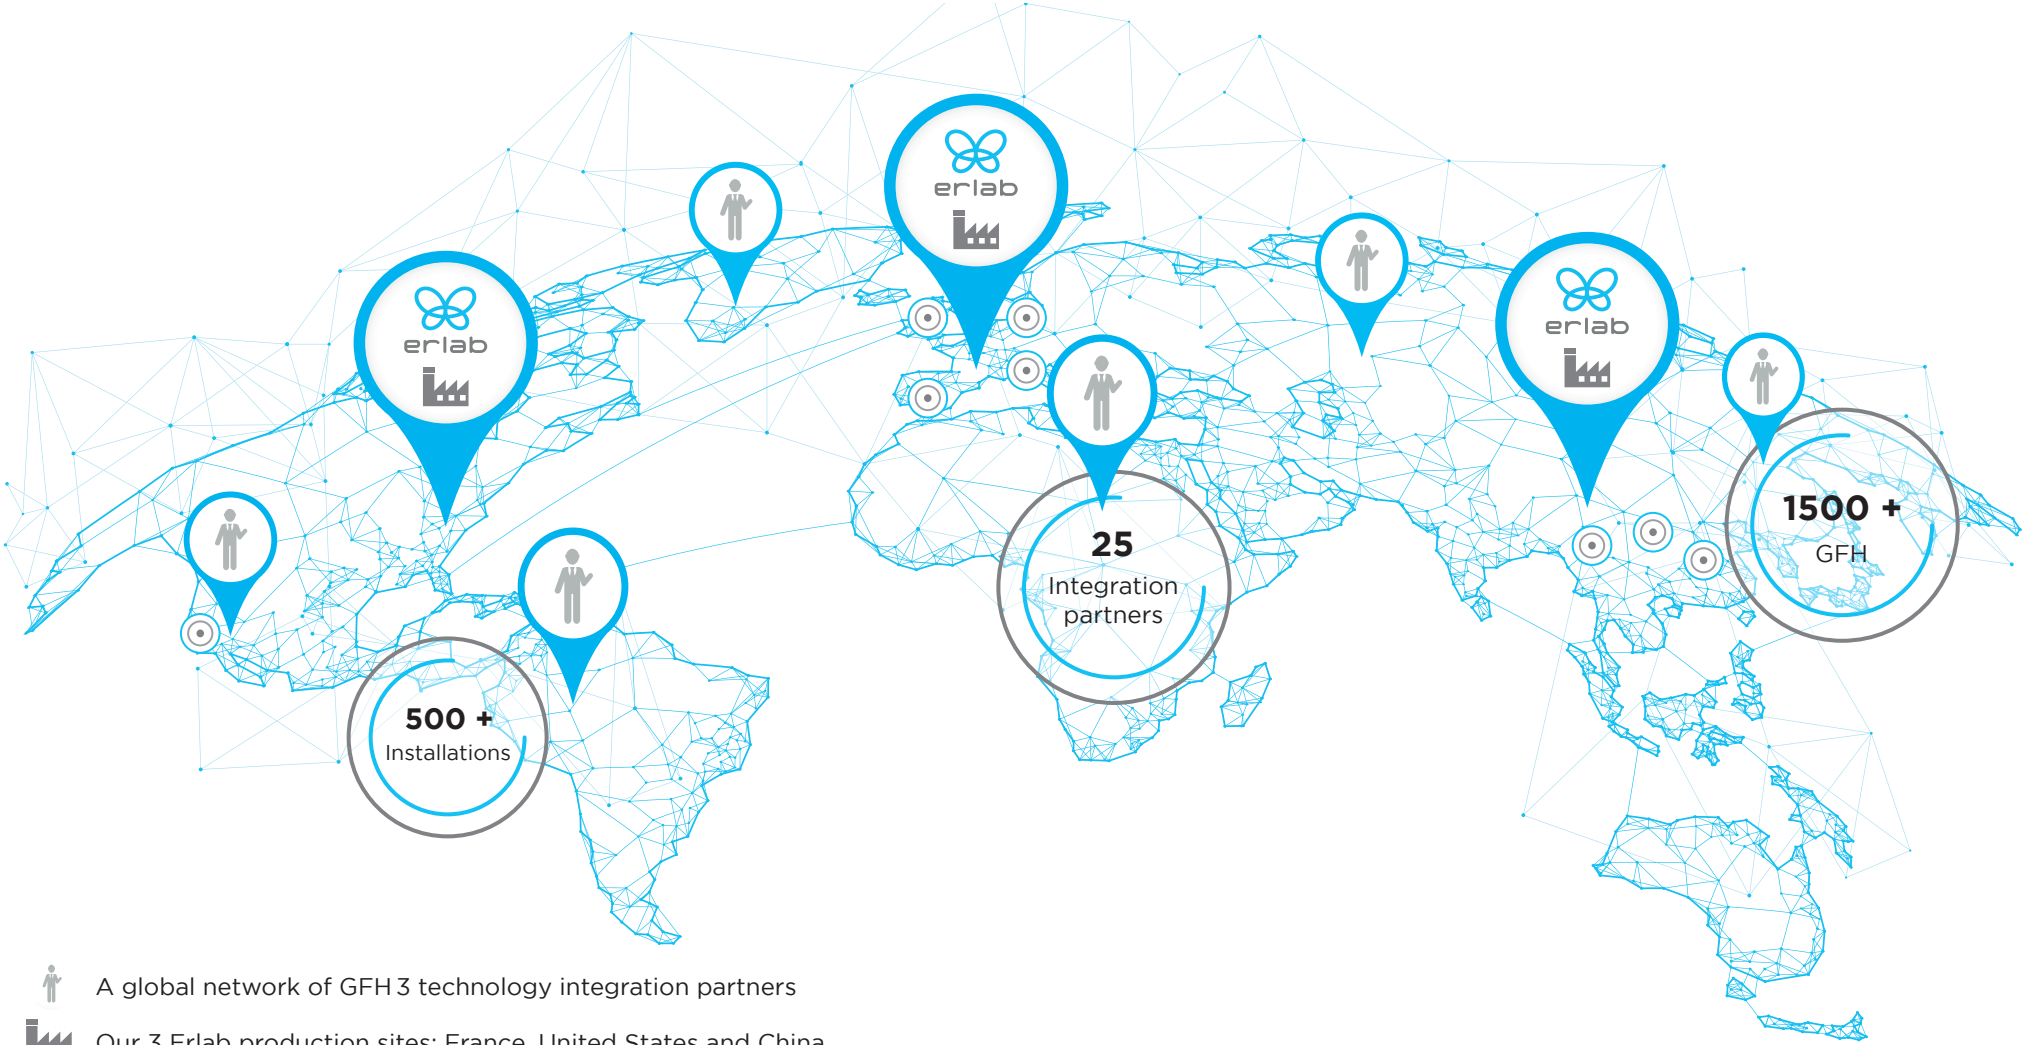 erlab
erlab
erlab
1500 +
GFH
25
Integration
partners
500 +
Installations
A global network of GFH 3 technology integration partners
Our 3 Erlab production sites: France, United States and China